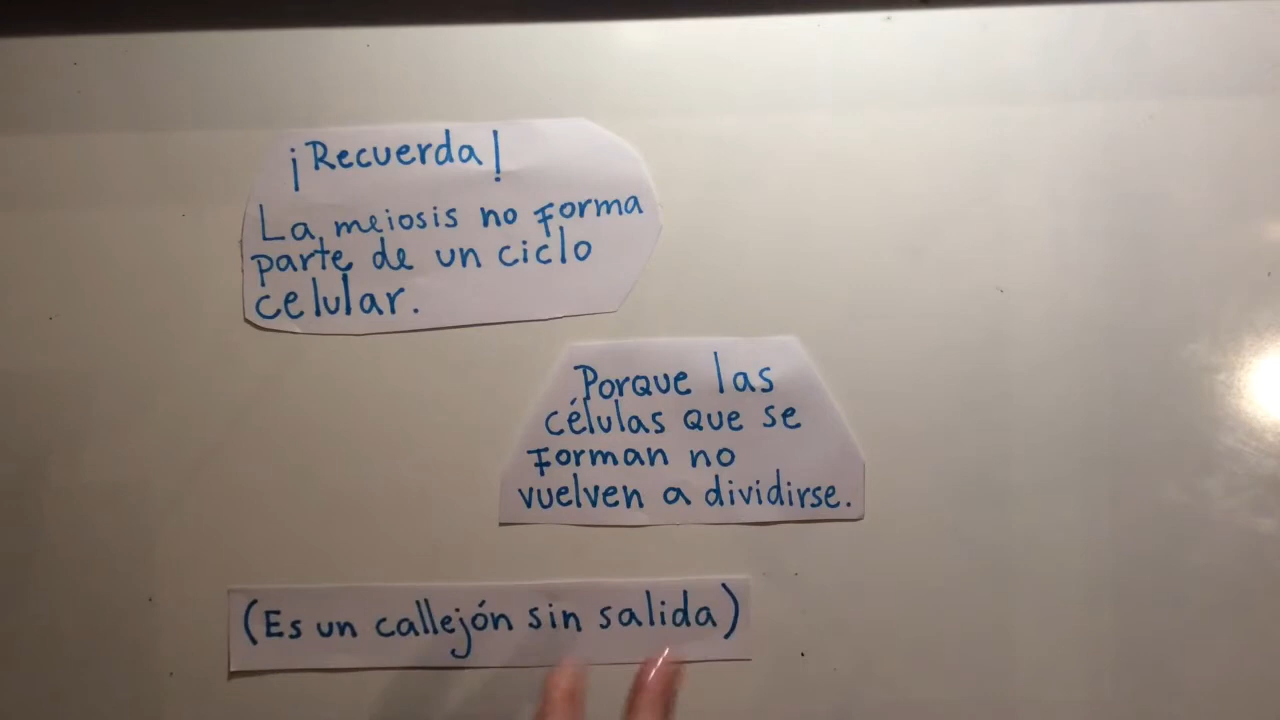 ¡Recuerda!
La meiosis no forma
parte de un ciclo
celular.
Porque las
células que se
forman no
vuelven a dividirse.
(Es un callejón sin salida)